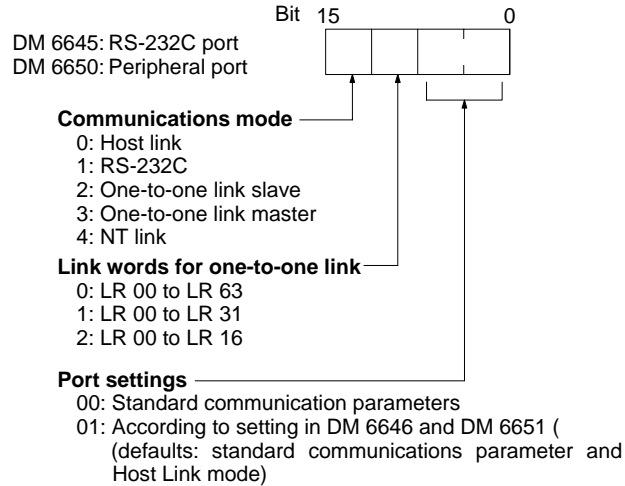 Bit 15 0
DM 6645: RS-232C port
DM 6650: Peripheral port
Communications mode
0: Host link
1: RS-232C
2: One-to-one link slave
3: One-to-one link master
4: NT link
Link words for one-to-one link
0: LR 00 to LR 63
1: LR 00 to LR 31
2: LR 00 to LR 16
Port settings
00: Standard communication parameters
01: According to setting in DM 6646 and DM 6651 (
(defaults: standard communications parameter and
Host Link mode)